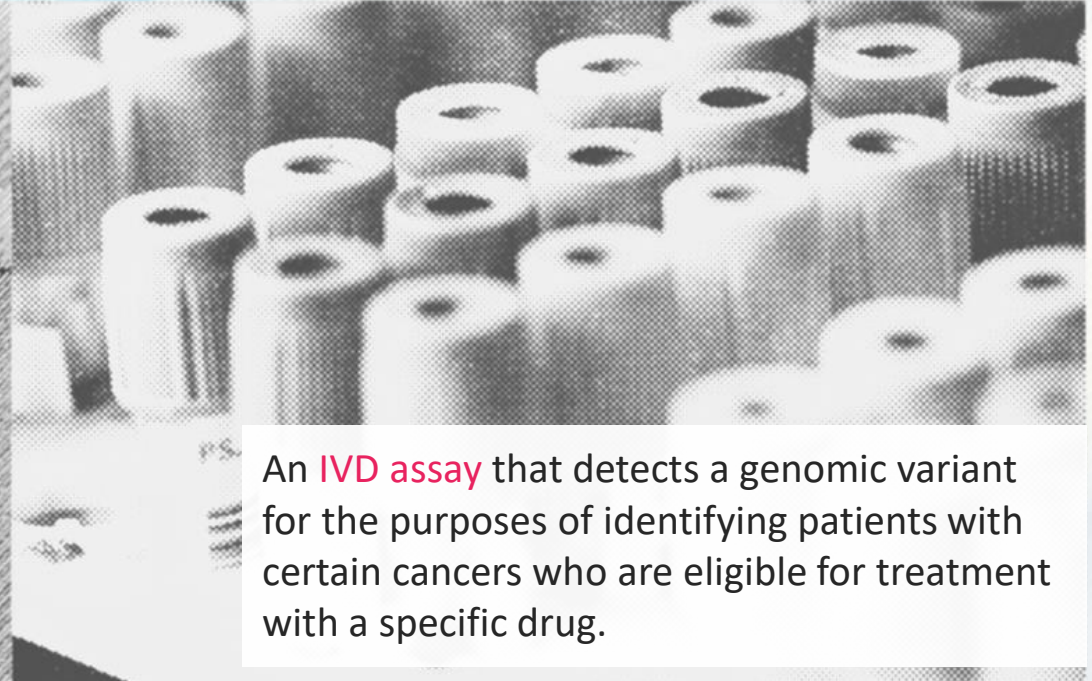 PS
An IVD assay that detects a genomic variant
for the purposes of identifying patients with
certain cancers who are eligible for treatment
with a specific drug.